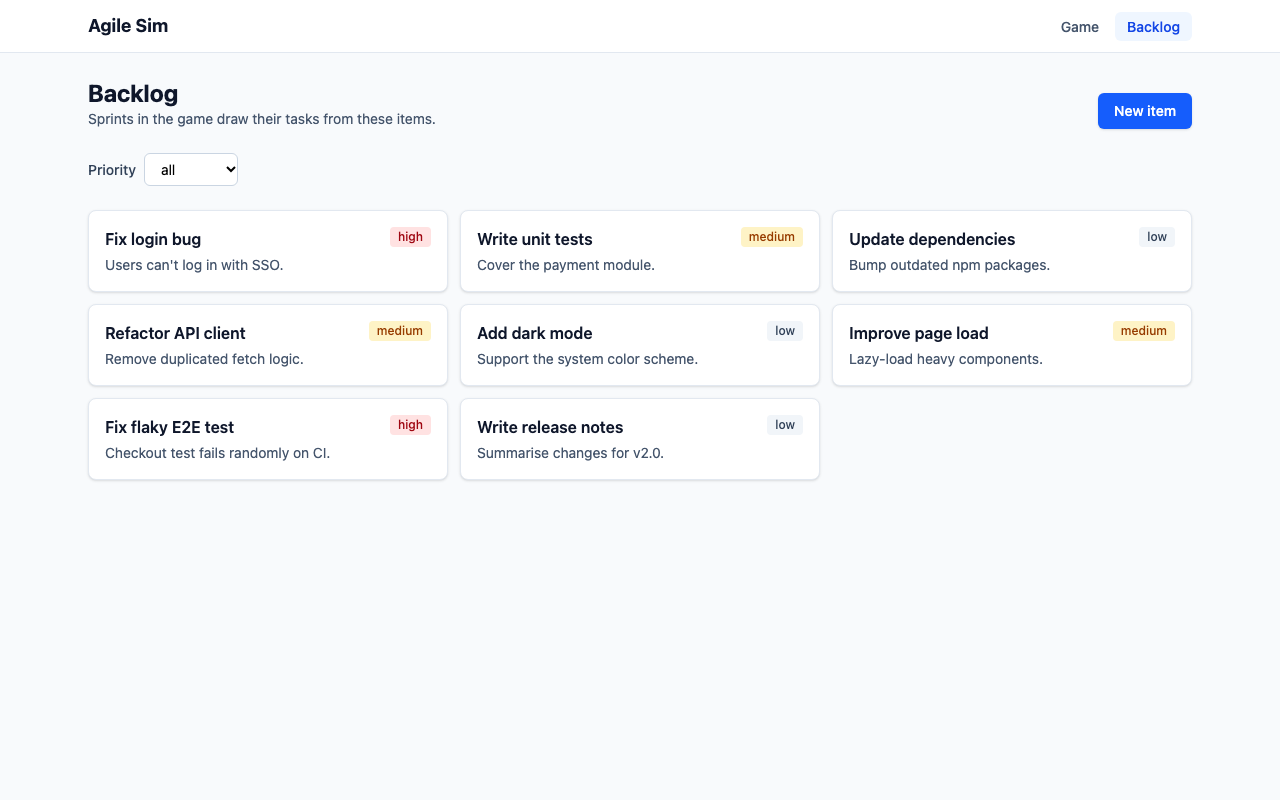 Agile Sim
Game
Backlog
Backlog
Sprints in the game draw their tasks from these items.
New item
Priority
all
Fix login bug
high
Users can't log in with SSO.
Write unit tests
medium
Cover the payment module.
Update dependencies
low
Bump outdated npm packages.
Refactor API client
medium
Remove duplicated fetch logic.
Add dark mode
low
Support the system color scheme.
Improve page load
medium
Lazy-load heavy components.
Fix flaky E2E test
high
Checkout test fails randomly on CI.
Write release notes
low
Summarise changes for v2.0.